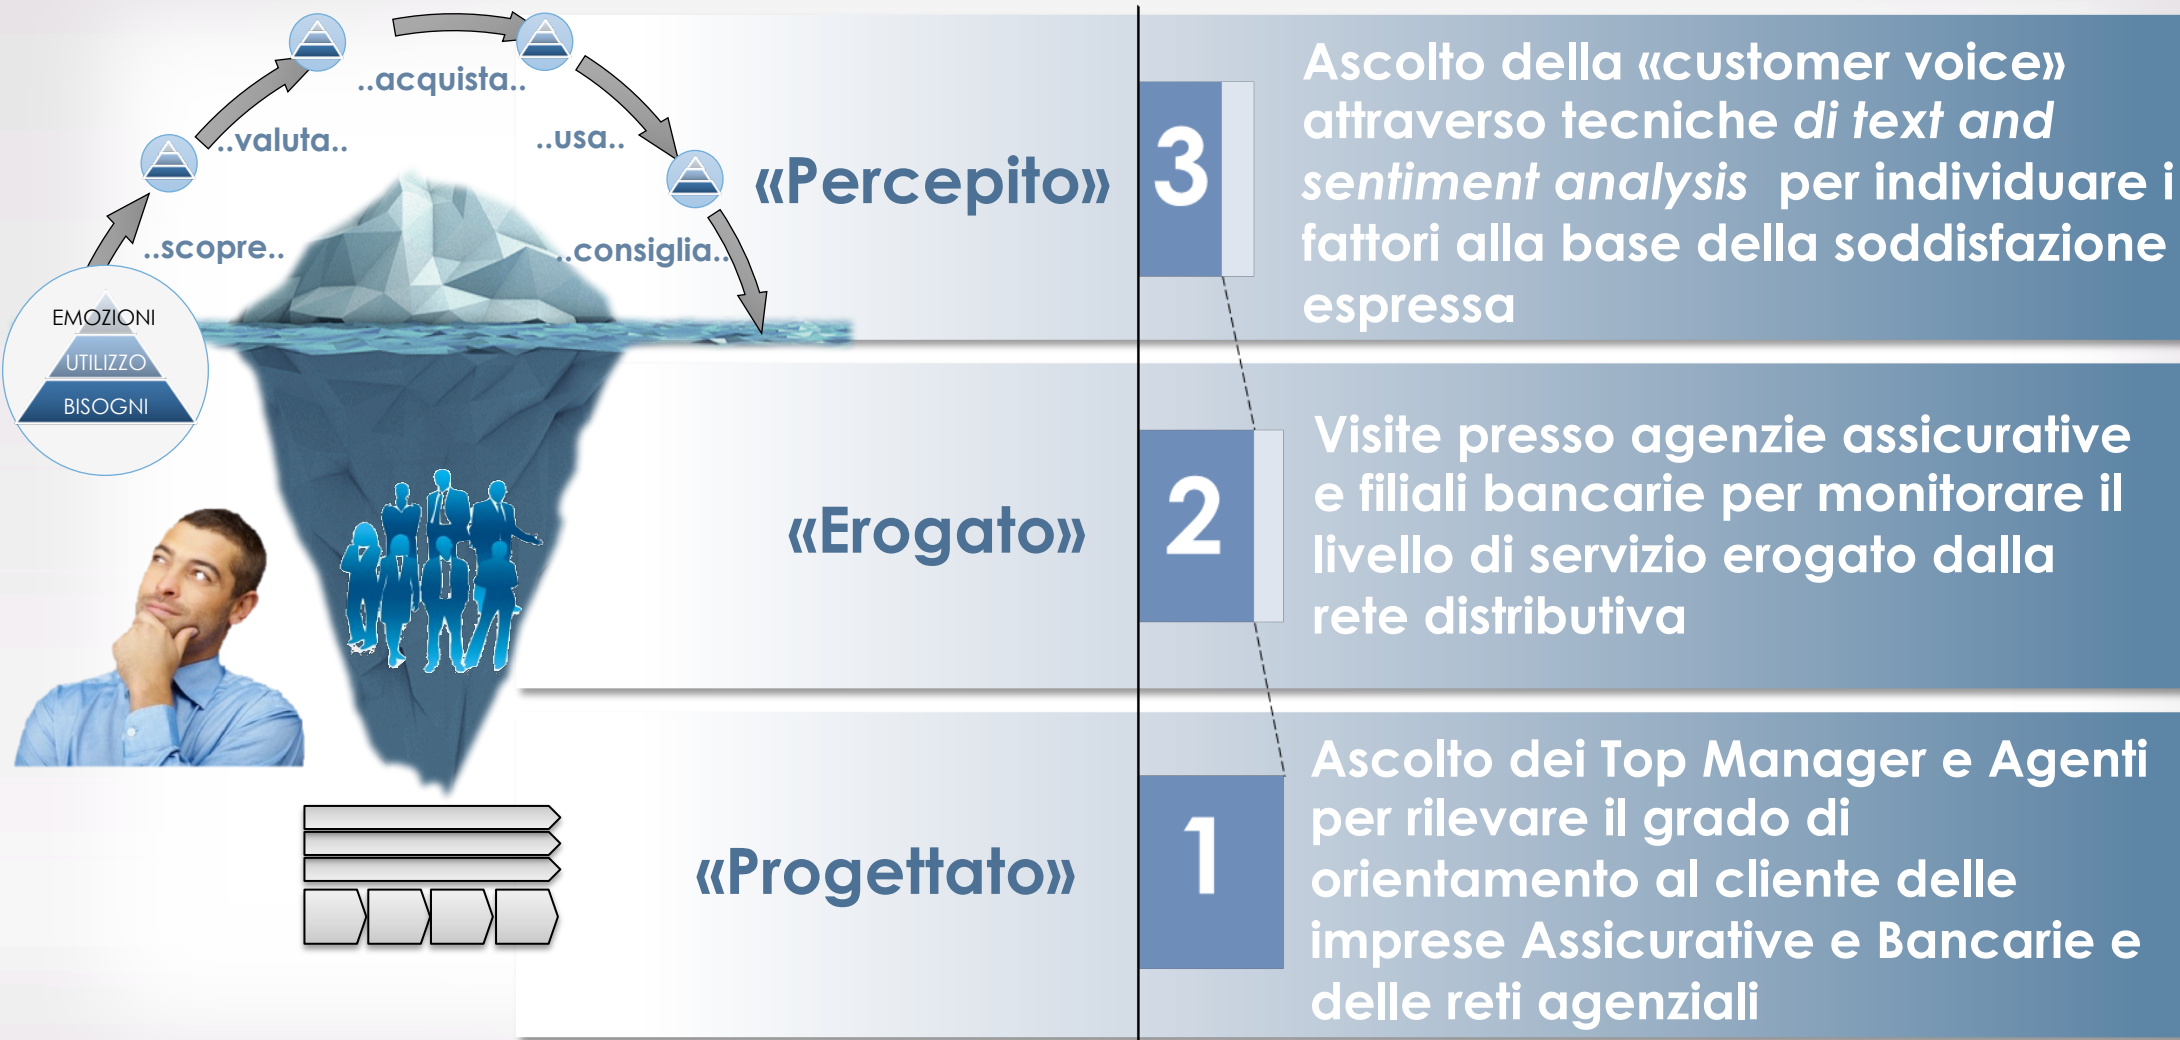 ..acquista..
..valuta..
..usa..
..scopre..
..consiglia..
EMOZIONI
UTILIZZO
BISOGNI
«Percepito»
3
Ascolto della «customer voice»
attraverso tecniche di text and
sentiment analysis per individuare i
fattori alla base della soddisfazione
espressa
«Erogato»
2
Visite presso agenzie assicurative
e filiali bancarie per monitorare il
livello di servizio erogato dalla
rete distributiva
«Progettato»
1
Ascolto dei Top Manager e Agenti
per rilevare il grado di
orientamento al cliente delle
imprese Assicurative e Bancarie e
delle reti agenziali